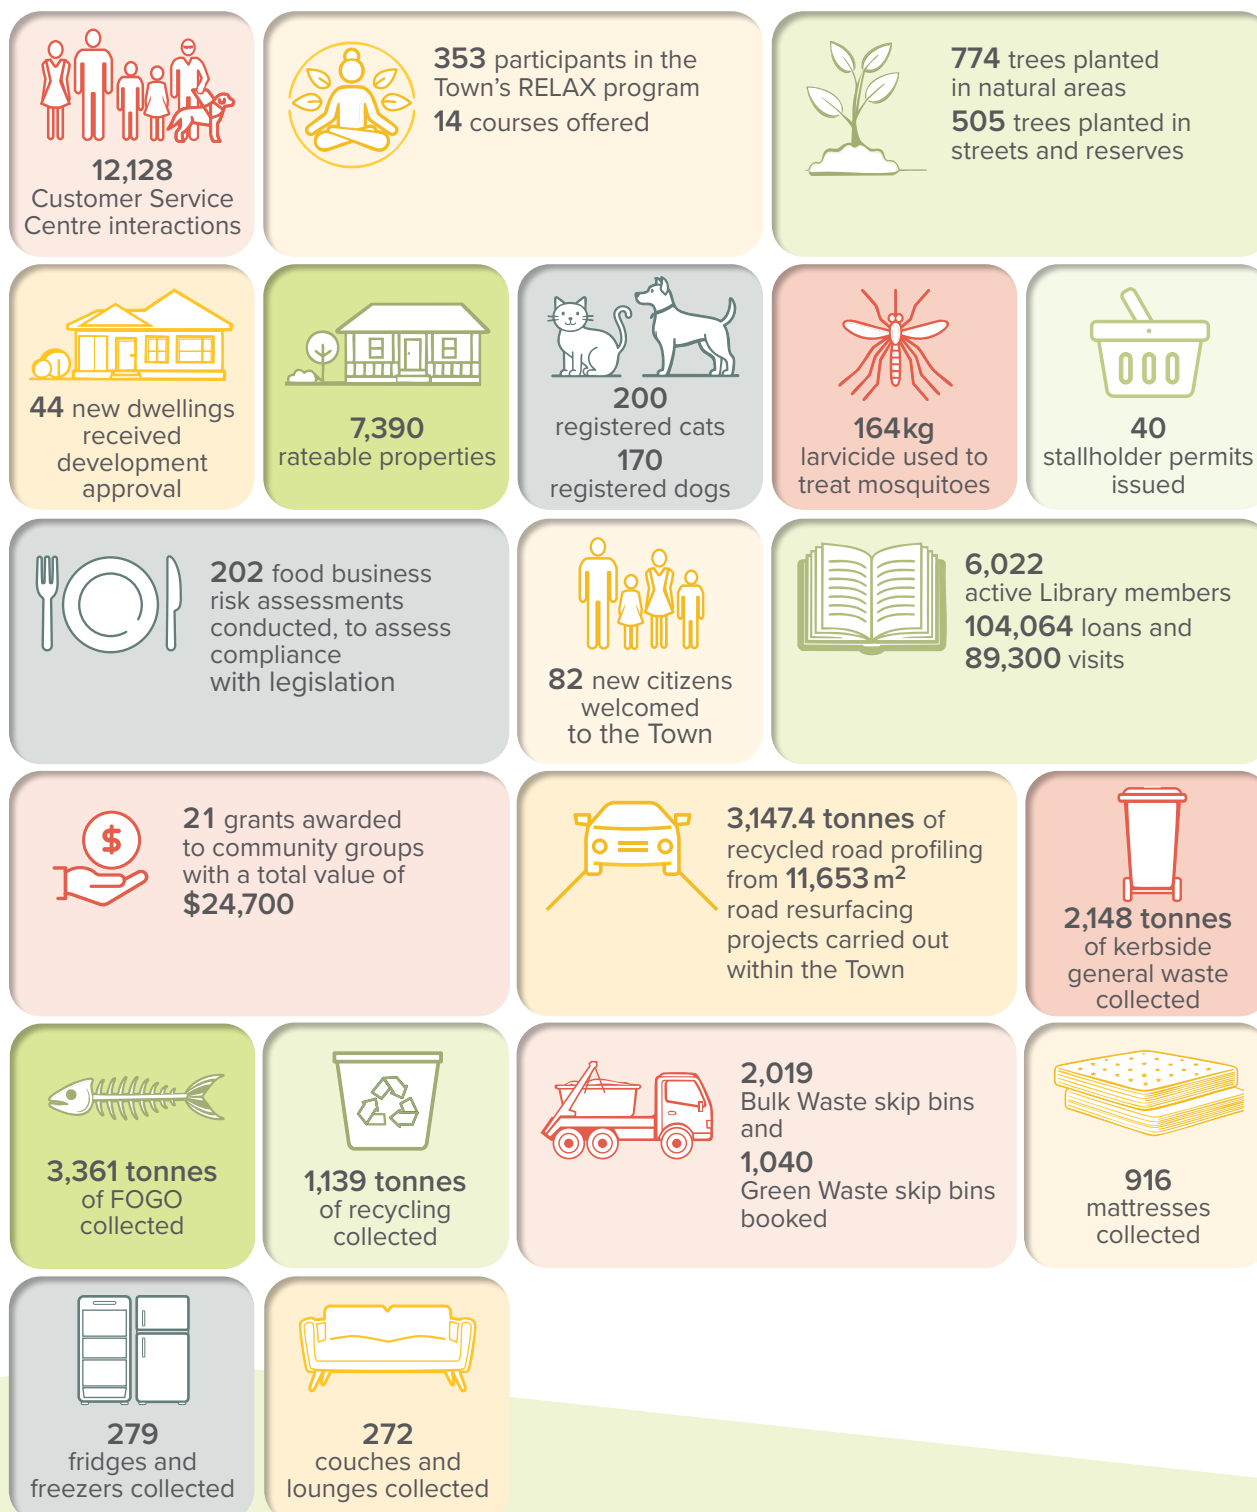 12,128
Customer Service
Centre interactions
353 participants in the
Town's RELAX program
14 courses offered
774 trees planted
in natural areas
505 trees planted in
streets and reserves
44 new dwellings
received
development
approval
7,390
rateable properties
200
registered cats
170
registered dogs
164kg
larvicide used to
treat mosquitoes
40
stallholder permits
issued
202 food business
risk assessments
conducted, to assess
compliance
with legislation
82 new citizens
welcomed
to the Town
6,022
active Library members
104,064 loans and
89,300 visits
$
21 grants awarded
to community groups
with a total value of
$24,700
3,147.4 tonnes of
recycled road profiling
from 11,653 m²
road resurfacing
projects carried out
within the Town
2,148 tonnes
of kerbside
general waste
collected
3,361 tonnes
of FOGO
collected
1,139 tonnes
of recycling
collected
2,019
Bulk Waste skip bins
and
1,040
Green Waste skip bins
booked
916
mattresses
collected
279
fridges and
freezers collected
272
couches and
lounges collected